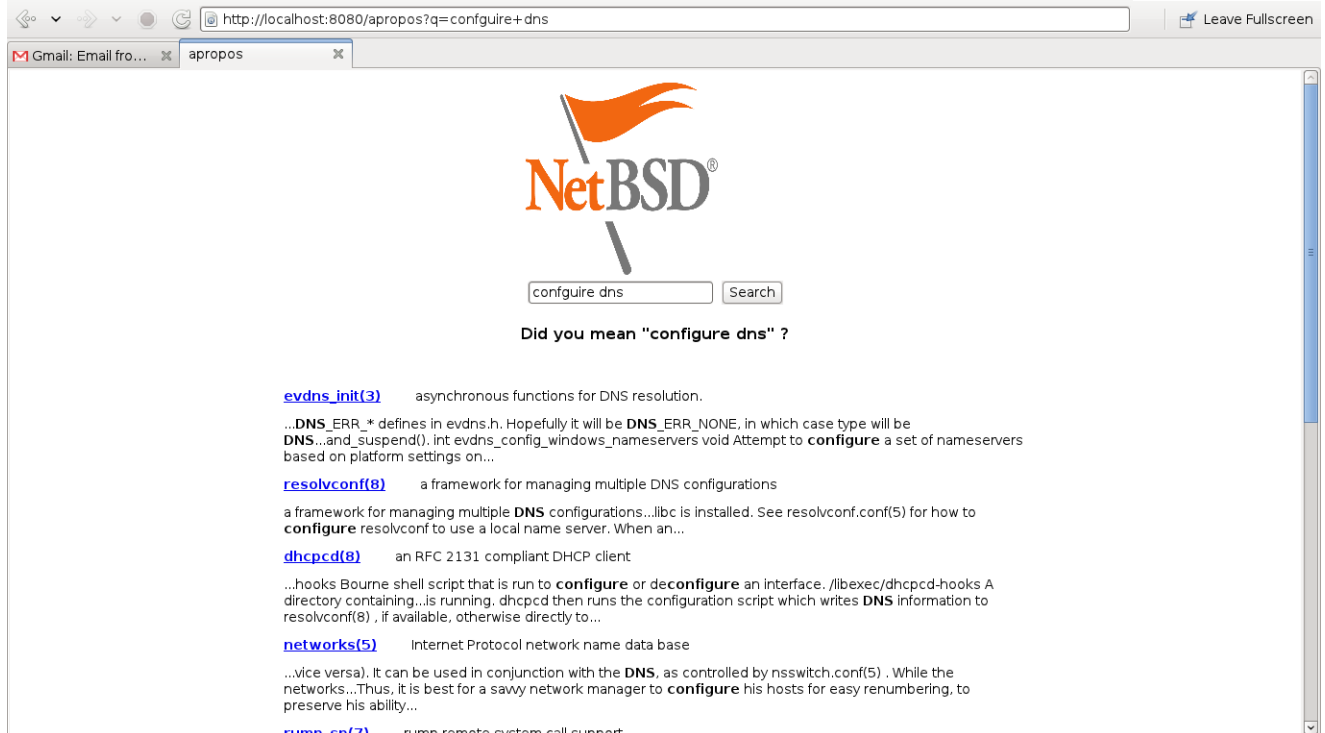 http://localhost:8080/apropos?q=confguire+dns
Leave Fullscreen
Gmail: Email fro...
apropos
NetBSD®
confguire dns
Search
Did you mean "configure dns" ?
evdns_init(3) asynchronous functions for DNS resolution.
...DNS_ERR_* defines in evdns.h. Hopefully it will be DNS_ERR_NONE, in which case type will be
DNS...and_suspend(). int evdns_config_windows_nameservers void Attempt to configure a set of nameservers
based on platform settings on...
resolvconf(8) a framework for managing multiple DNS configurations
a framework for managing multiple DNS configurations...libc is installed. See resolvconf.conf(5) for how to
configure resolvconf to use a local name server. When an...
dhcpcd(8) an RFC 2131 compliant DHCP client
...hooks Bourne shell script that is run to configure or deconfigure an interface. /libexec/dhcpcd-hooks A
directory containing...is running. dhcpcd then runs the configuration script which writes DNS information to
resolvconf(8) , if available, otherwise directly to...
networks(5) Internet Protocol network name data base
...vice versa). It can be used in conjunction with the DNS, as controlled by nsswitch.conf(5) . While the
networks...Thus, it is best for a savvy network manager to configure his hosts for easy renumbering, to
preserve his ability...
rump_sp(7) rump remote system call support